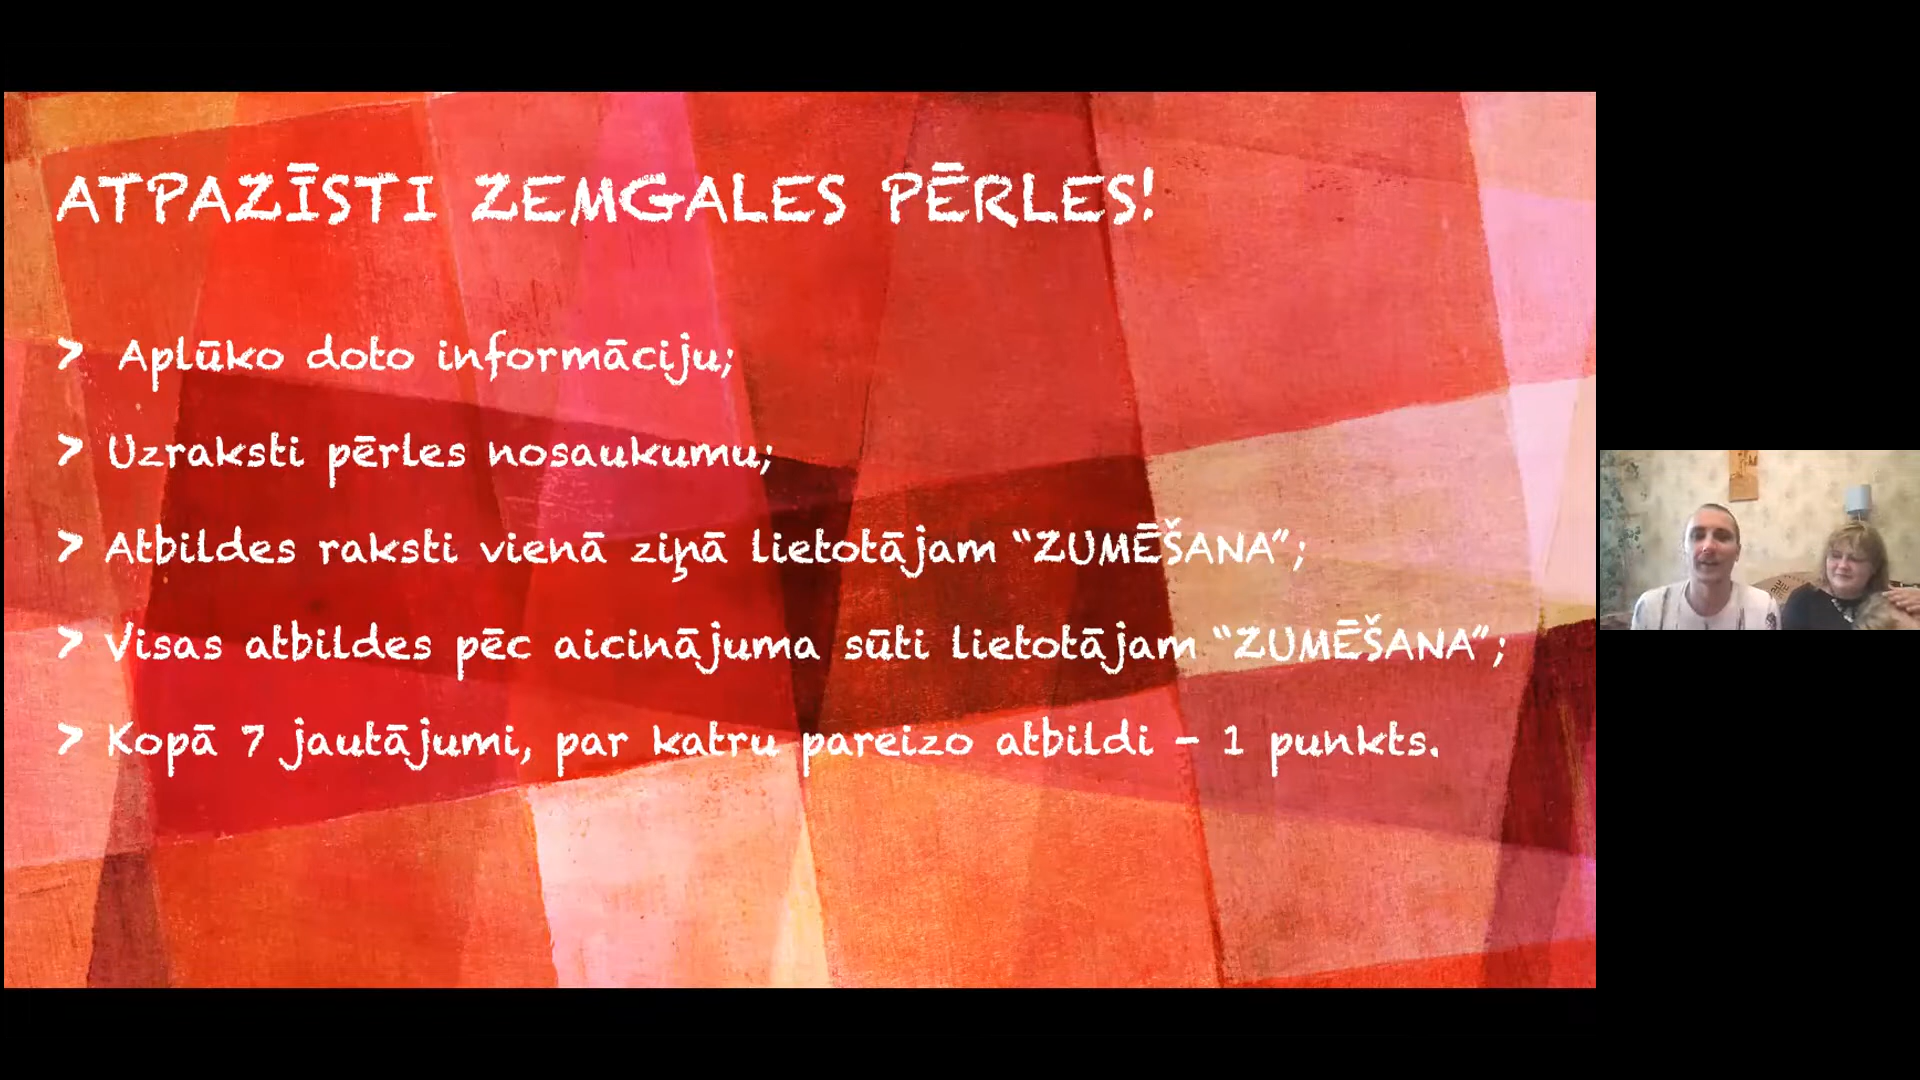 ATPAZĪSTI ZEMGALES PĒRLES!
> Aplūko doto informāciju;
> Uzraksti pērles nosaukumu;
> Atbildes raksti vienā ziņā lietotājam “ZUMĒŠANA”;
> Visas atbildes pēc aicinājuma sūti lietotājam “ZUMĒŠANA”;
> Kopā 7 jautājumi, par katru pareizo atbildi – 1 punkts.